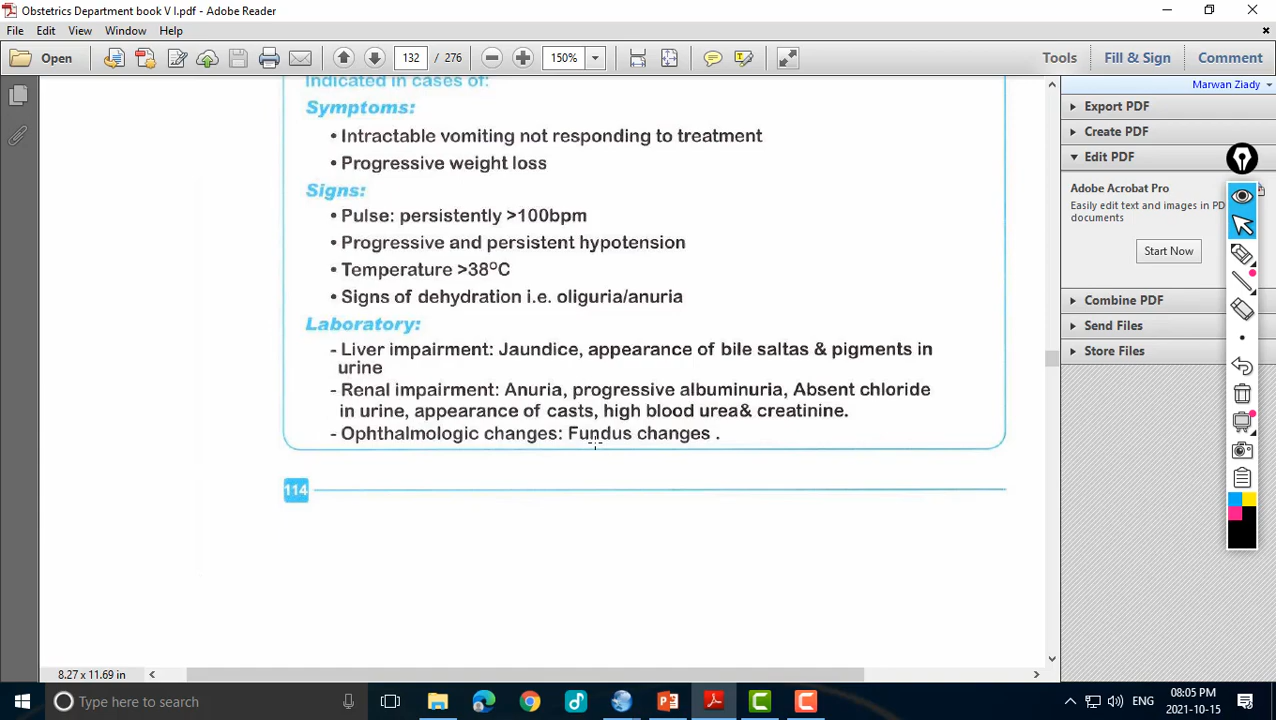 Obstetrics Department book V I.pdf - Adobe Reader
File Edit View Window Help
Open 132 / 276 150% Tools Fill & Sign Comment
Marwan Ziady
Indicated in cases of:
Symptoms:
• Intractable vomiting not responding to treatment
• Progressive weight loss
Signs:
• Pulse: persistently >100bpm
• Progressive and persistent hypotension
• Temperature >38ºC
• Signs of dehydration i.e. oliguria/anuria
Laboratory:
- Liver impairment: Jaundice, appearance of bile saltas & pigments in
urine
- Renal impairment: Anuria, progressive albuminuria, Absent chloride
in urine, appearance of casts, high blood urea& creatinine.
- Ophthalmologic changes: Fundus changes .
114
Export PDF
Create PDF
Edit PDF
Adobe Acrobat Pro
Easily edit text and images in PD
documents
Start Now
Combine PDF
Send Files
Store Files
8.27 x 11.69 in
Type here to search
ENG
08:05 PM
2021-10-15